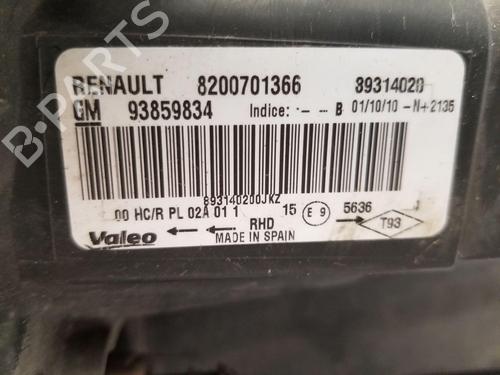 RENAULT 8200701366 89314020
GM 93859834 Indice: - -- B 01/10/10 -N+2135
893140200JKZ
00 HC/R PL 02A 01 1 15 E 9 5636 T93
Valeo RHD
MADE IN SPAIN
B-PARTS